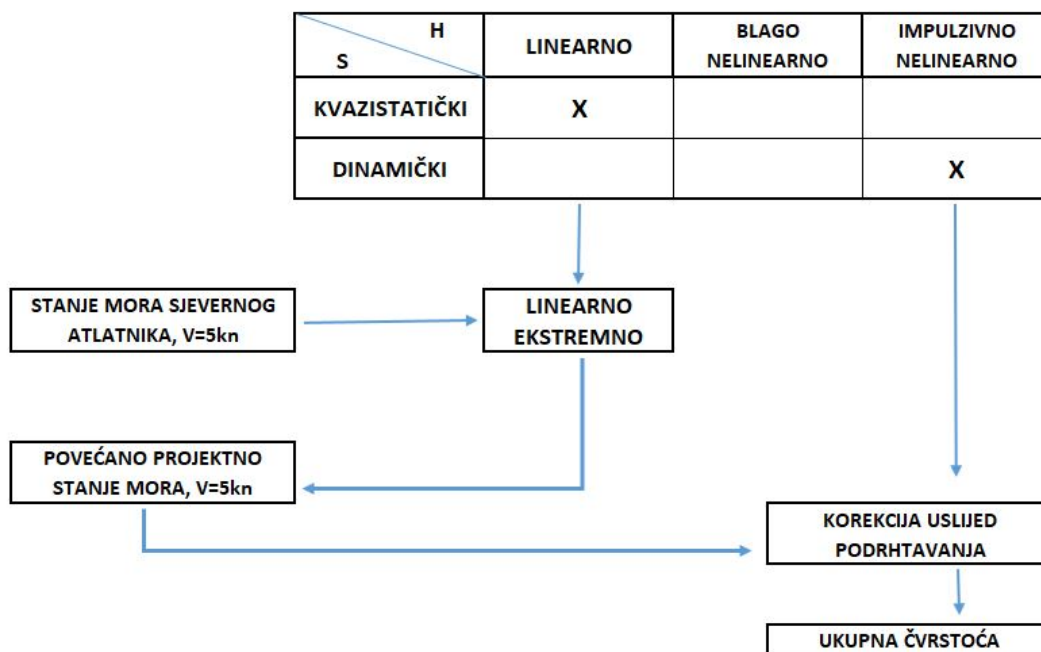 H
S
LINEARNO
BLAGO
NELINEARNO
IMPULZIVNO
NELINEARNO
KVAZISTATIČKI
X
DINAMIČKI
X
STANJE MORA SJEVERNOG
ATLATNIKA, V=5kn
LINEARNO
EKSTREMNO
POVEĆANO PROJEKTNO
STANJE MORA, V=5kn
KOREKCIJA USLIJED
PODRHTAVANJA
UKUPNA ČVRSTOĆA